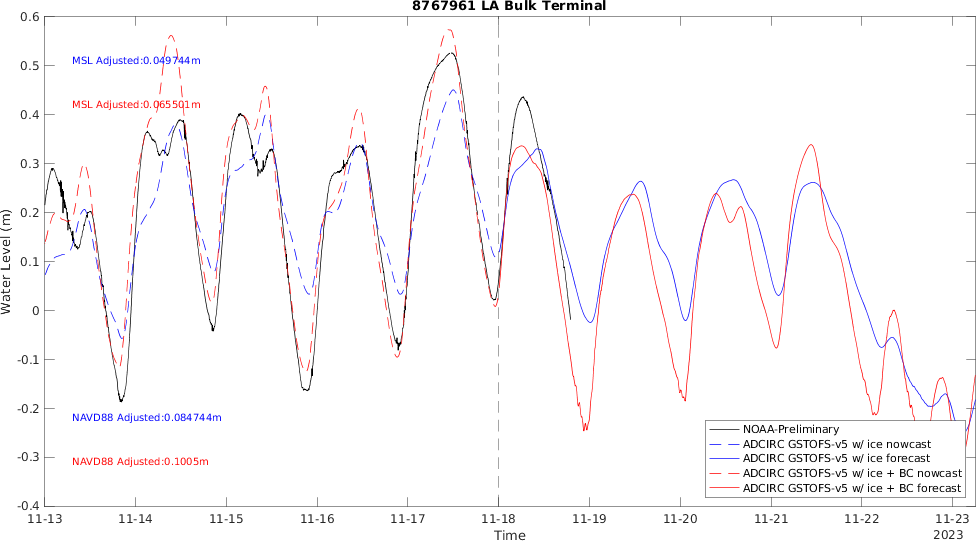 8767961 LA Bulk Terminal
0.6
0.5
0.4
0.3
0.2
0.1
0
-0.1
-0.2
-0.3
-0.4
Water Level (m)
MSL Adjusted:0.049744m
MSL Adjusted:0.065501m
NAVD88 Adjusted:0.084744m
NAVD88 Adjusted:0.1005m
NOAA-Preliminary
ADCIRC GSTOFS-v5 w/ ice nowcast
ADCIRC GSTOFS-v5 w/ ice forecast
ADCIRC GSTOFS-v5 w/ ice + BC nowcast
ADCIRC GSTOFS-v5 w/ ice + BC forecast
11-13 11-14 11-15 11-16 11-17 11-18 11-19 11-20 11-21 11-22 11-23
Time
2023